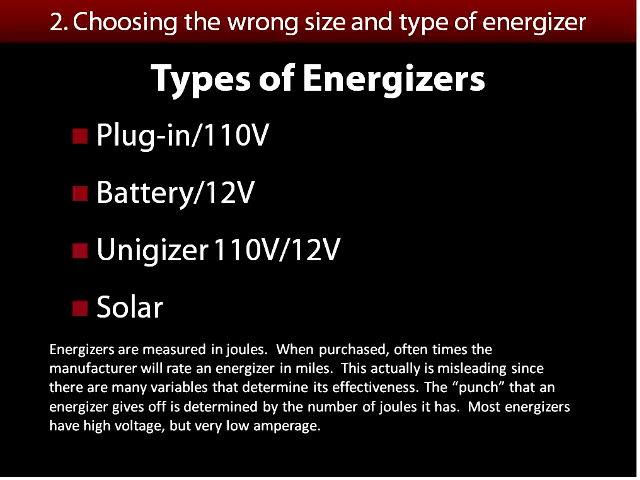 2. Choosing the wrong size and type of energizer
Types of Energizers
Plug-in/110V
Battery/12V
Unigizer 110V/12V
Solar
Energizers are measured in joules.  When purchased, often times the
manufacturer will rate an energizer in miles.  This actually is misleading since
there are many variables that determine its effectiveness. The “punch” that an
energizer gives off is determined by the number of joules it has.  Most energizers
have high voltage, but very low amperage.